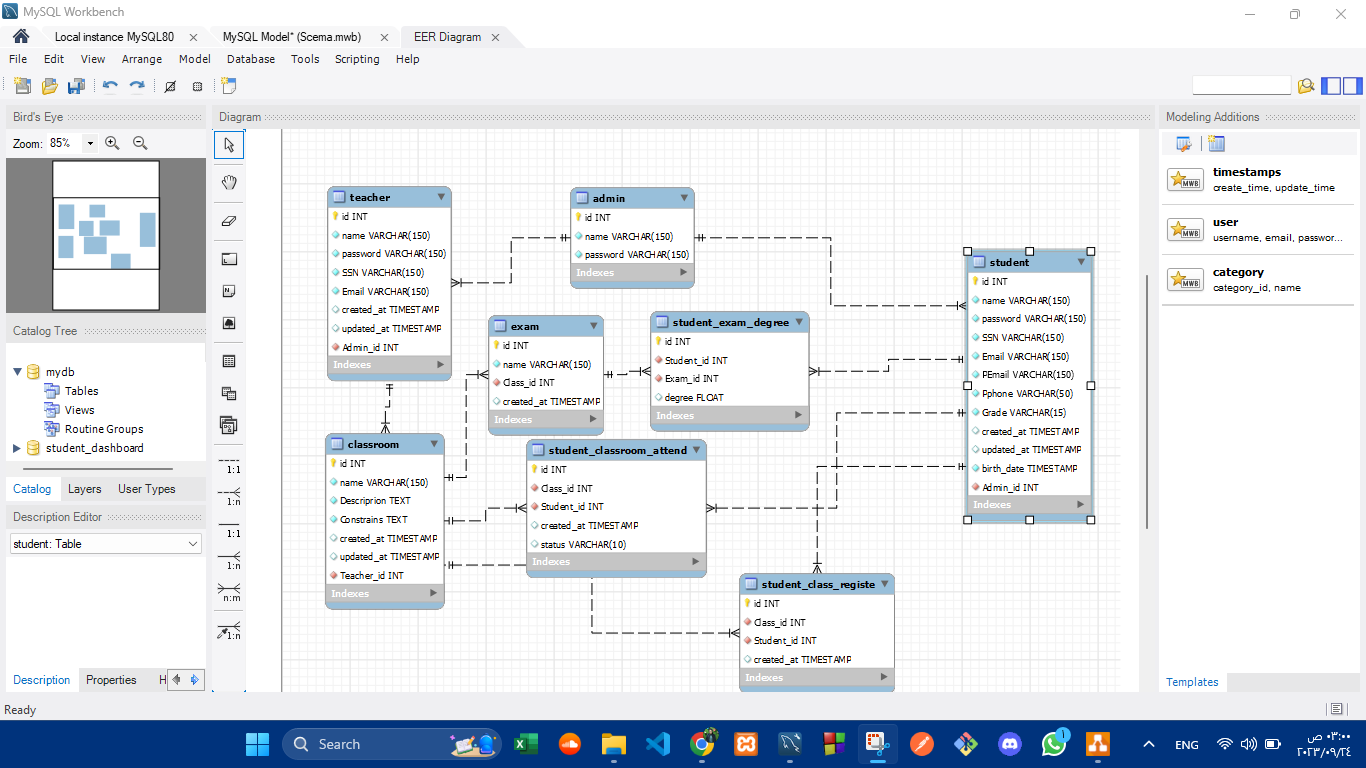 MySQL Workbench
Local instance MySQL80
MySQL Model* (Scema.mwb)
EER Diagram
File Edit View Arrange Model Database Tools Scripting Help
Bird's Eye
Zoom: 85%
Catalog Tree
mydb
Tables
Views
Routine Groups
student_dashboard
Catalog Layers User Types
Description Editor
student: Table
Description Properties H
Ready
Diagram
1:1
1:n
1:1
1:n
n:m
1:n
teacher
id INT
name VARCHAR(150)
password VARCHAR(150)
SSN VARCHAR(150)
Email VARCHAR(150)
created_at TIMESTAMP
updated_at TIMESTAMP
Admin_id INT
Indexes
admin
id INT
name VARCHAR(150)
password VARCHAR(150)
Indexes
student
id INT
name VARCHAR(150)
password VARCHAR(150)
SSN VARCHAR(150)
Email VARCHAR(150)
PEmail VARCHAR(150)
Pphone VARCHAR(50)
Grade VARCHAR(15)
created_at TIMESTAMP
updated_at TIMESTAMP
birth_date TIMESTAMP
Admin_id INT
Indexes
exam
id INT
name VARCHAR(150)
Class_id INT
created_at TIMESTAMP
Indexes
student_exam_degree
id INT
Student_id INT
Exam_id INT
degree FLOAT
Indexes
classroom
id INT
name VARCHAR(150)
Descriprion TEXT
Constrains TEXT
created_at TIMESTAMP
updated_at TIMESTAMP
Teacher_id INT
Indexes
student_classroom_attend
id INT
Class_id INT
Student_id INT
created_at TIMESTAMP
status VARCHAR(10)
Indexes
student_class_registe
id INT
Class_id INT
Student_id INT
created_at TIMESTAMP
Indexes
Modeling Additions
timestamps
create_time, update_time
user
username, email, passwor...
category
category_id, name
Templates
Search
1
ENG
٠٣:٠٠ ص
٢٠٢٣/٠٩/٢٤